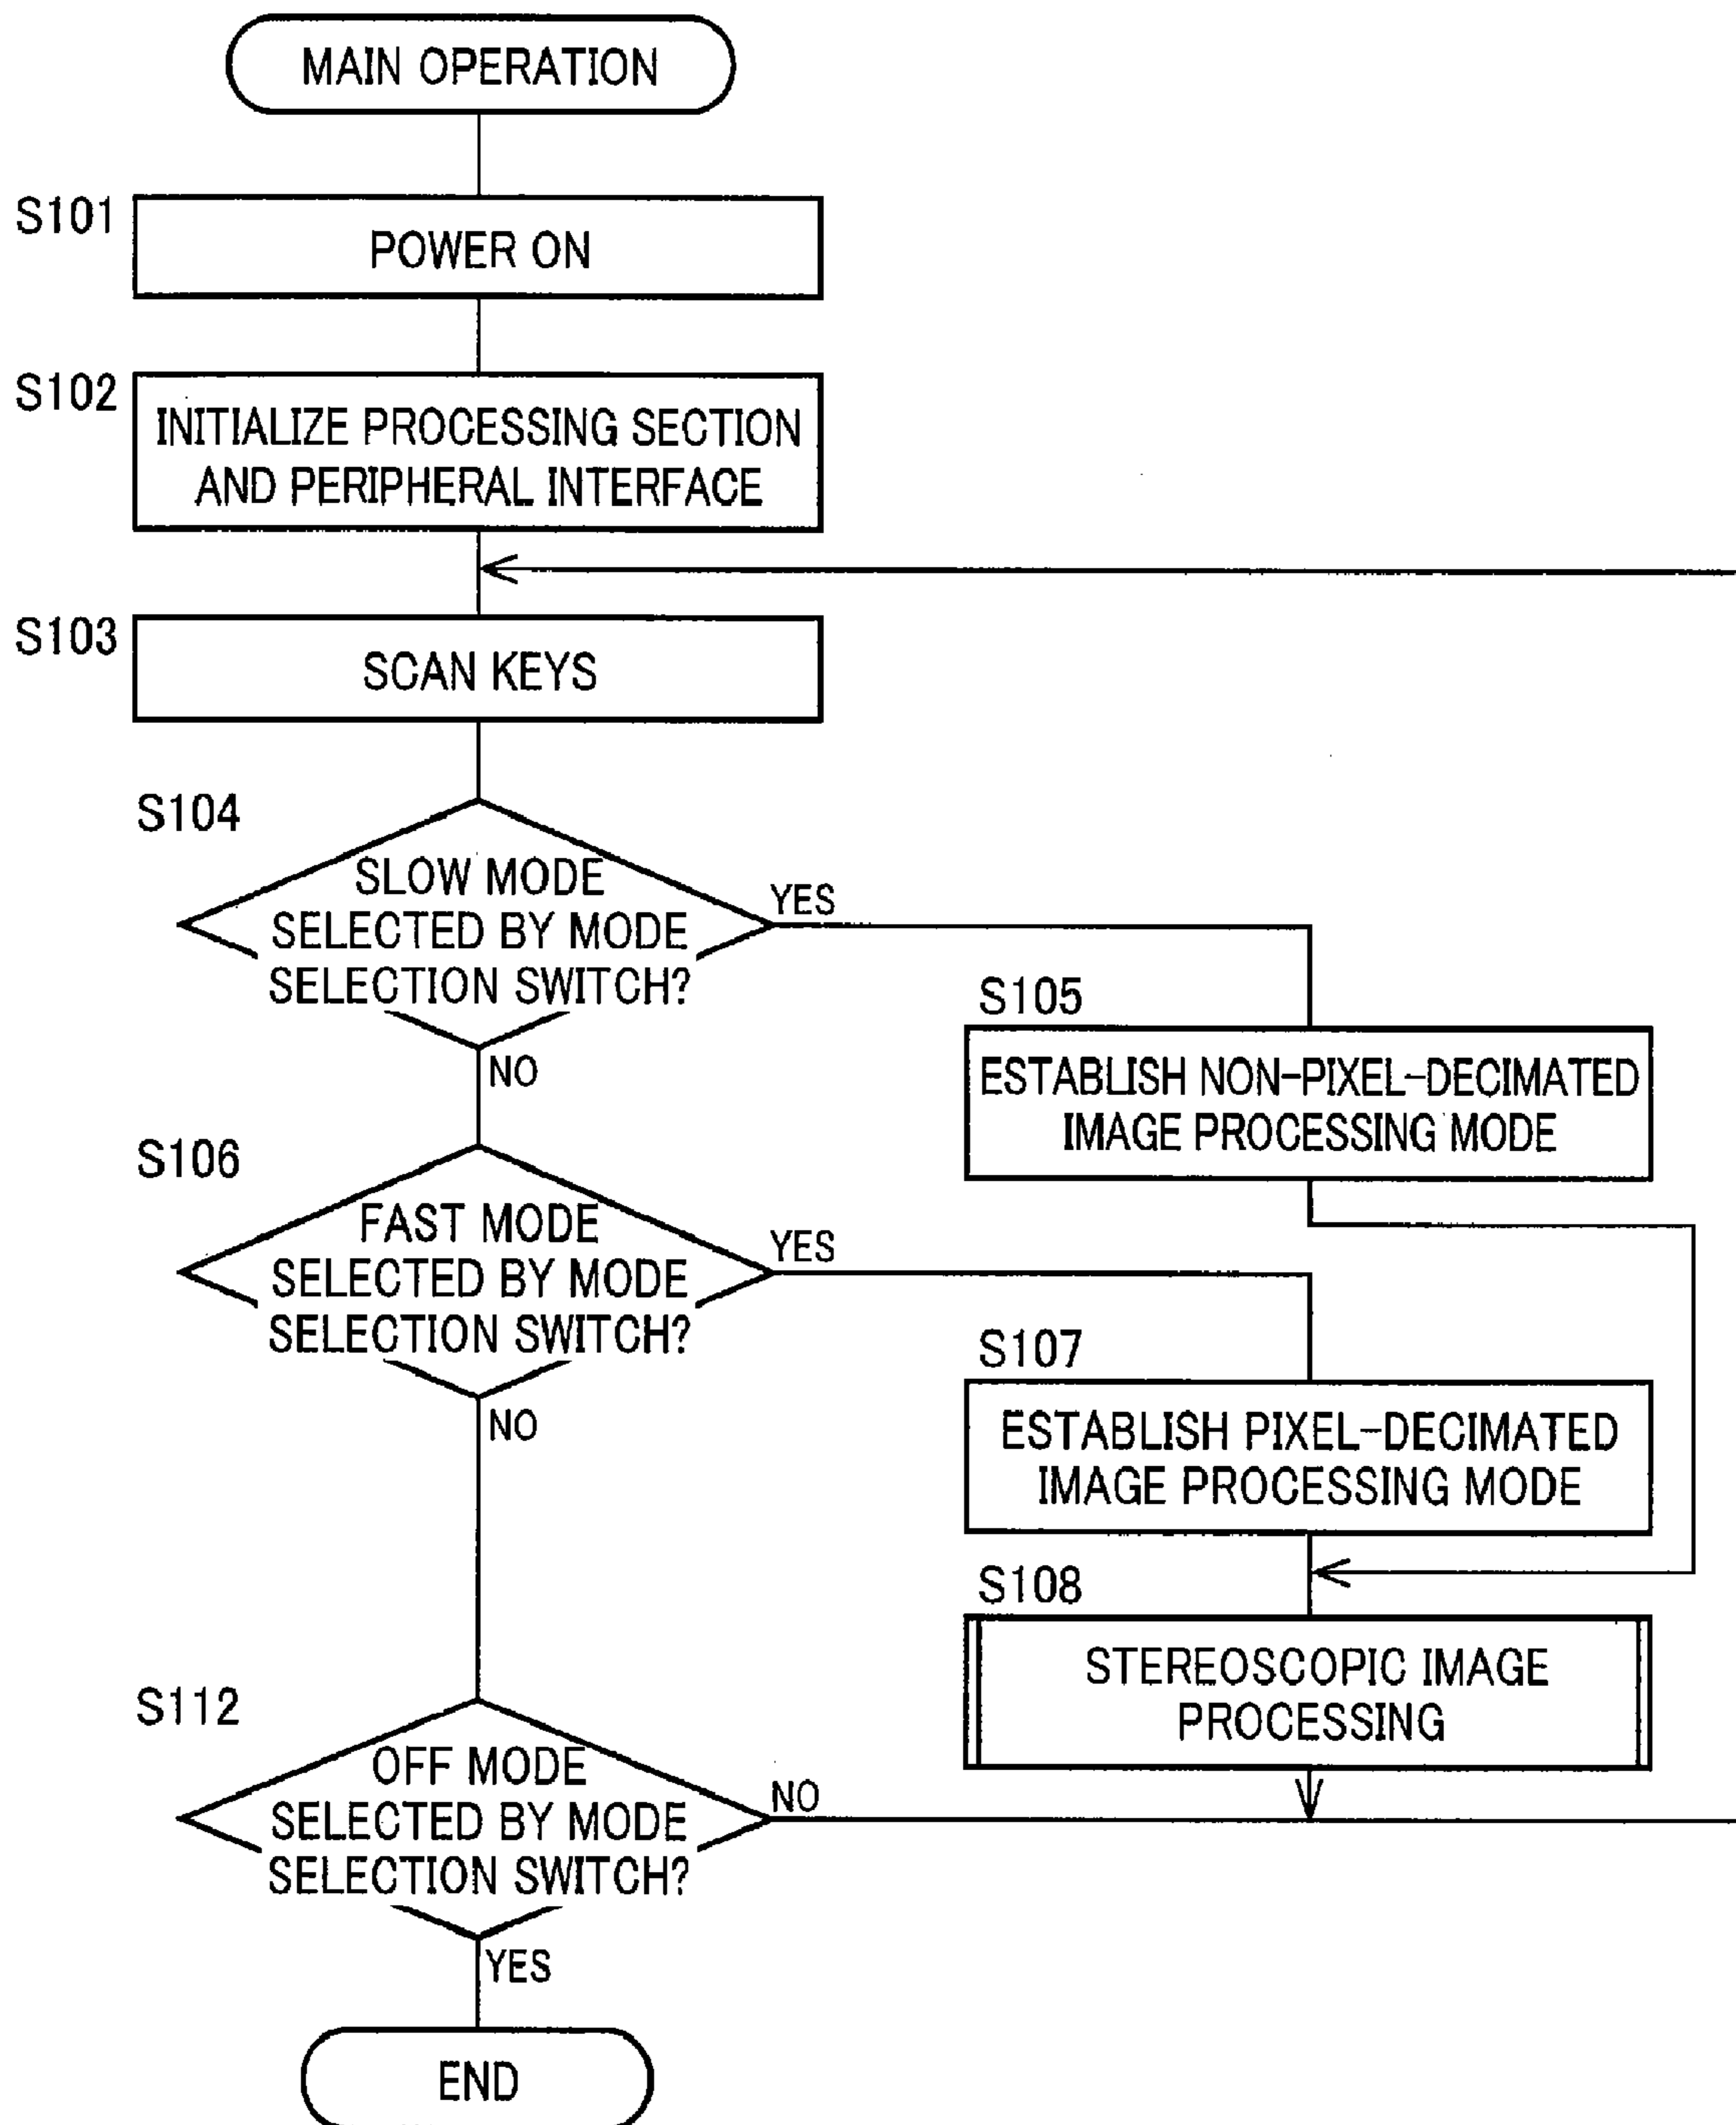 MAIN OPERATION
S101
POWER ON
S102
INITIALIZE PROCESSING SECTION
AND PERIPHERAL INTERFACE
S103
SCAN KEYS
S104
SLOW MODE
SELECTED BY MODE
SELECTION SWITCH?
YES
NO
S105
ESTABLISH NON-PIXEL-DECIMATED
IMAGE PROCESSING MODE
S106
FAST MODE
SELECTED BY MODE
SELECTION SWITCH?
YES
NO
S107
ESTABLISH PIXEL-DECIMATED
IMAGE PROCESSING MODE
S108
STEREOSCOPIC IMAGE
PROCESSING
S112
OFF MODE
SELECTED BY MODE
SELECTION SWITCH?
NO
YES
END